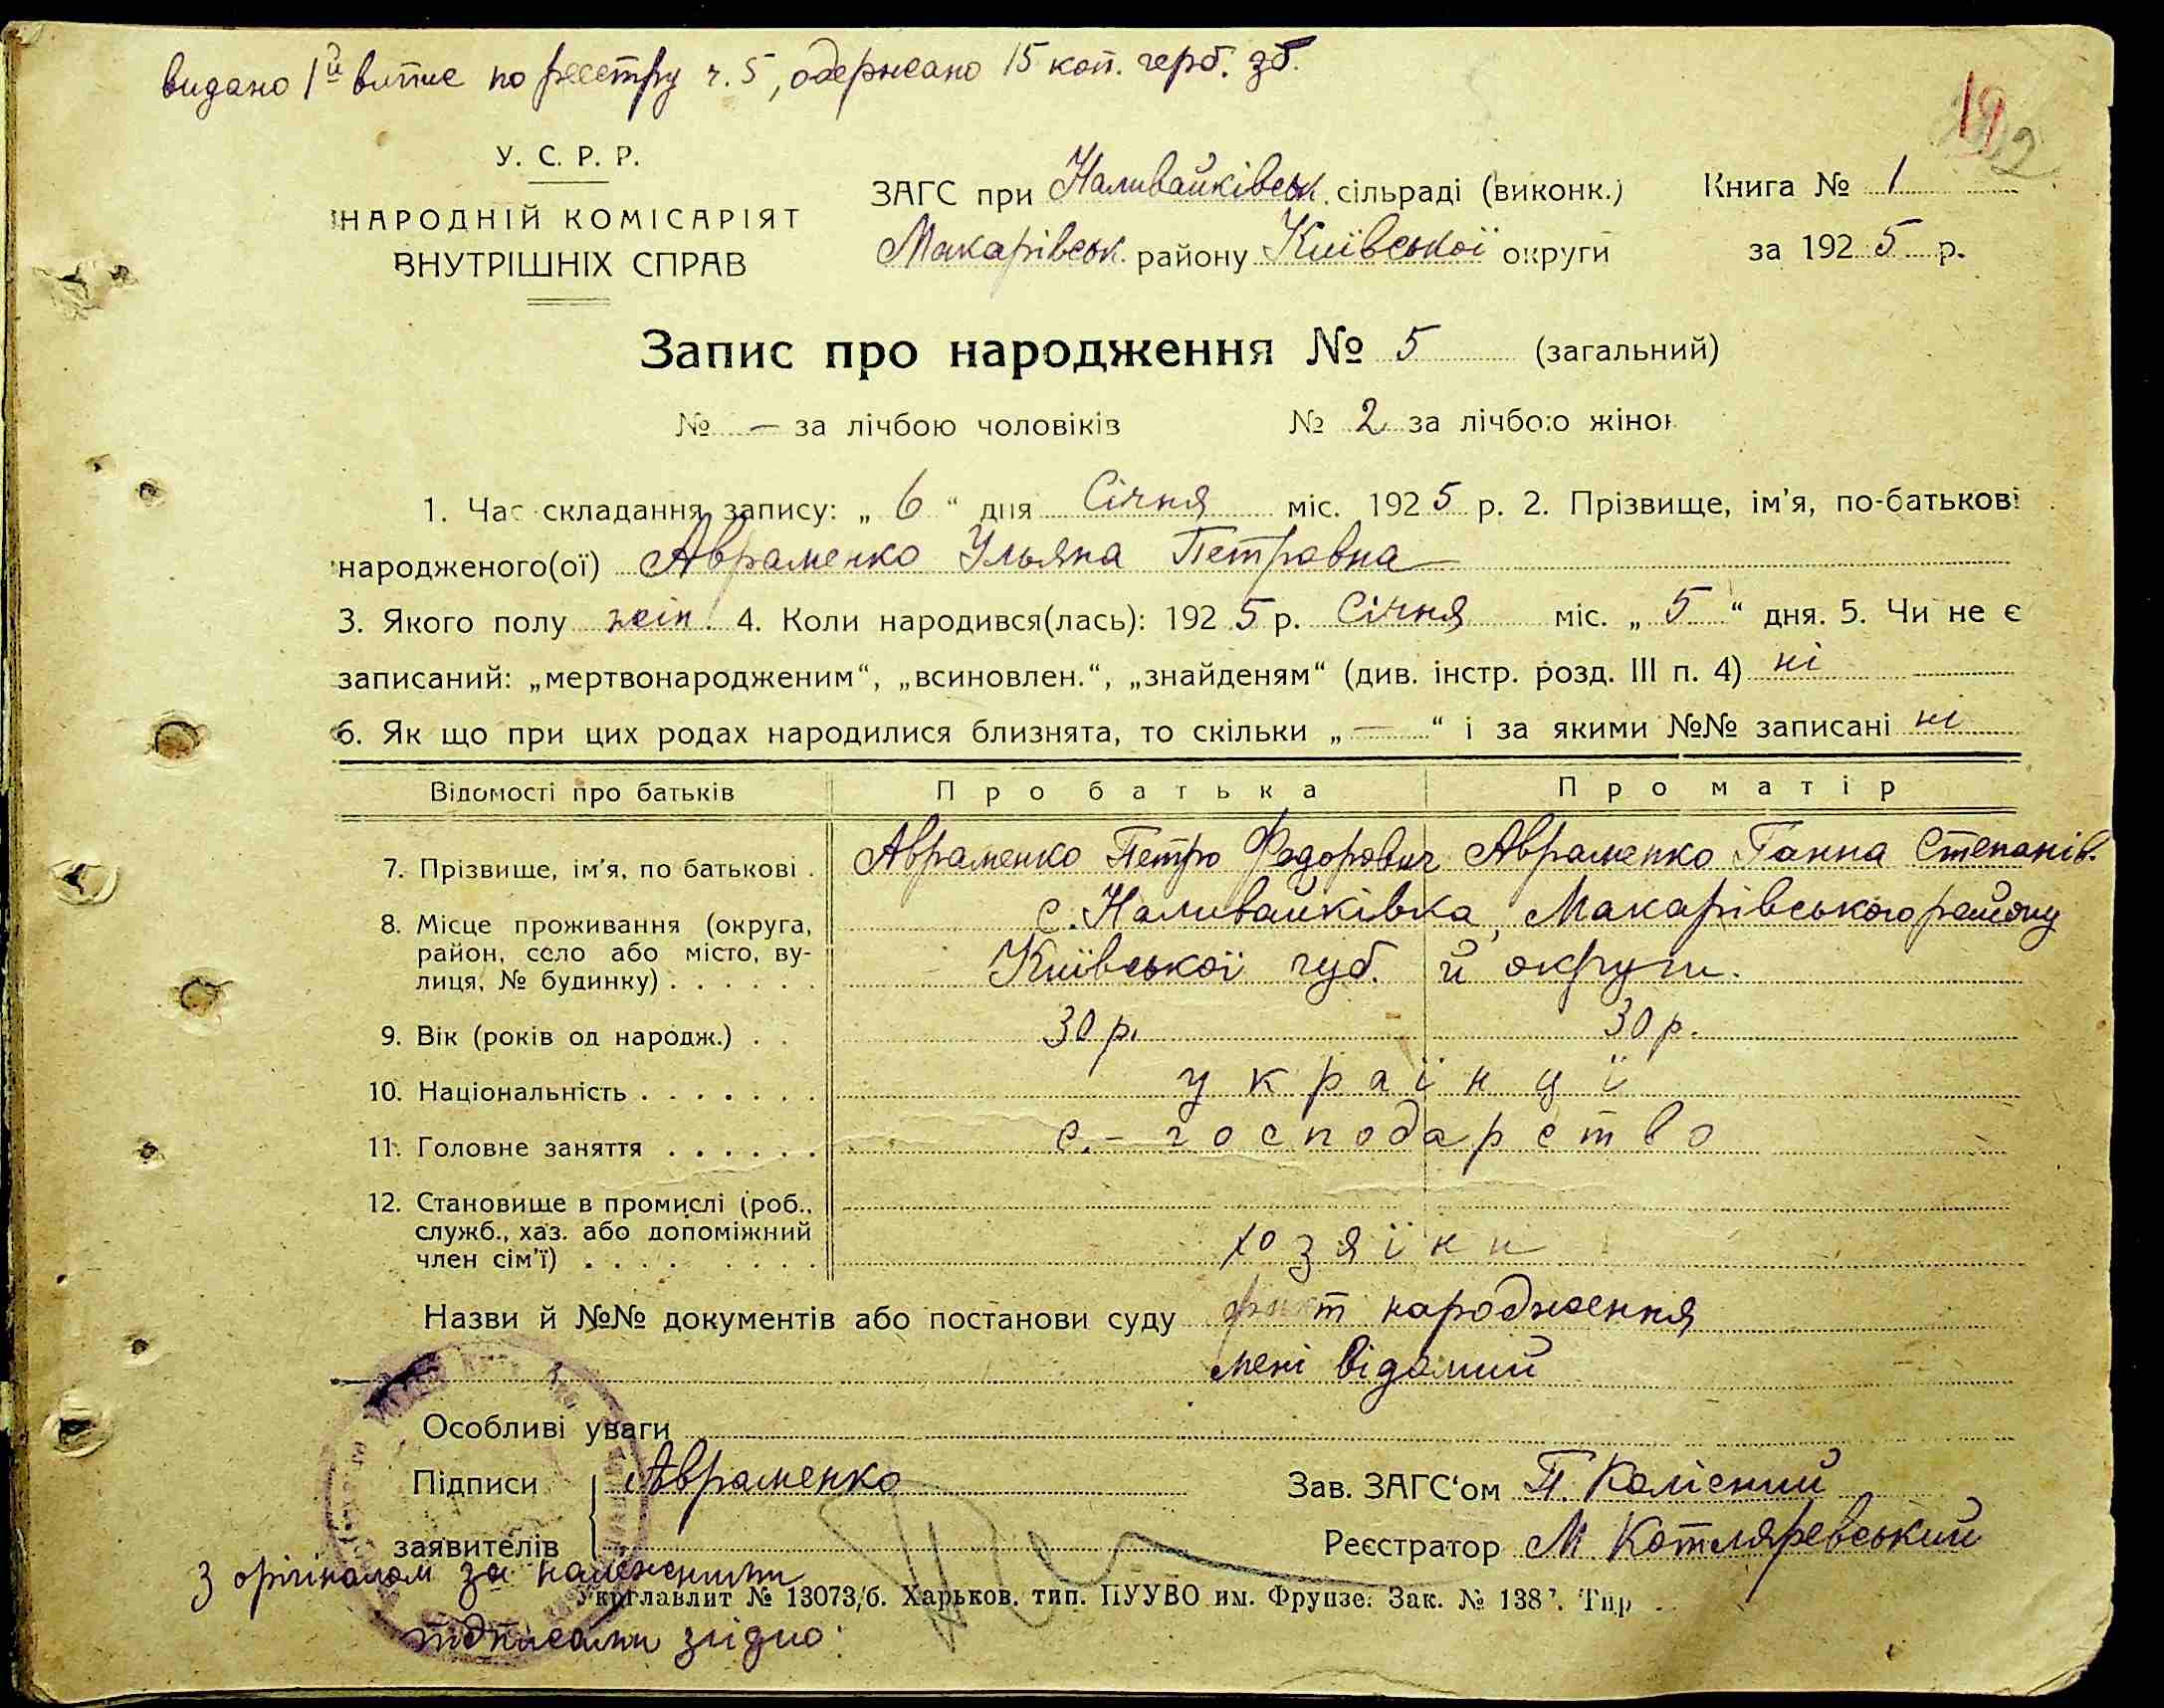 видано 1й витис по реєстру ч. 5, одержано 15 коп. герб. зб.
19
У. С. Р. Р.
НАРОДНІЙ КОМІСАРІЯТ
ВНУТРІШНІХ СПРАВ
ЗАГС при Наливайківськ. сільраді (виконк.)
Макарівськ. району Київської округи
Книга № 1
за 1925 р.
Запис про народження № 5 (загальний)
№ — за лічбою чоловіків № 2 за лічбою жінок
1. Час складання запису: „ 6 “ дня Січня міс. 1925 р. 2. Прізвище, ім'я, по-батькові
народженого(ої) Авраменко Ульяна Петровна
3. Якого полу жін. 4. Коли народився(лась): 1925 р. Січня міс. „ 5 “ дня. 5. Чи не є
записаний: „мертвонародженим“, „всиновлен.“, „знайденям“ (див. інстр. розд. III п. 4) ні
6. Як що при цих родах народилися близнята, то скільки „ — “ і за якими №№ записані ні
Відомості про батьків Про батька Про матір
7. Прізвище, ім'я, по батькові . Авраменко Петро Федорович Авраменко Ганна Степанів.
8. Місце проживання (округа, с. Наливайківка, Макарівського району
район, село або місто, ву-
лиця, № будинку) . . . . . . Київської губ. й округи.
9. Вік (років од народж.) . . 30 р. 30 р.
10. Національність . . . . . . . українці
11. Головне заняття . . . . . . с.-господарство
12. Становище в промислі (роб.,
служб., хаз. або допоміжний
член сім'ї) . . . . . . . . хозяїни
Назви й №№ документів або постанови суду факт народження
мені відомий
Особливі уваги
Підписи Авраменко
заявителів
Зав. ЗАГС‘ом П. Колісний
Реєстратор М Котляревський
З орігіналом за належними
підписами згідно:
Укрглавлит № 13073/б. Харьков. тип. ПУУВО им. Фрунзе. Зак. № 138